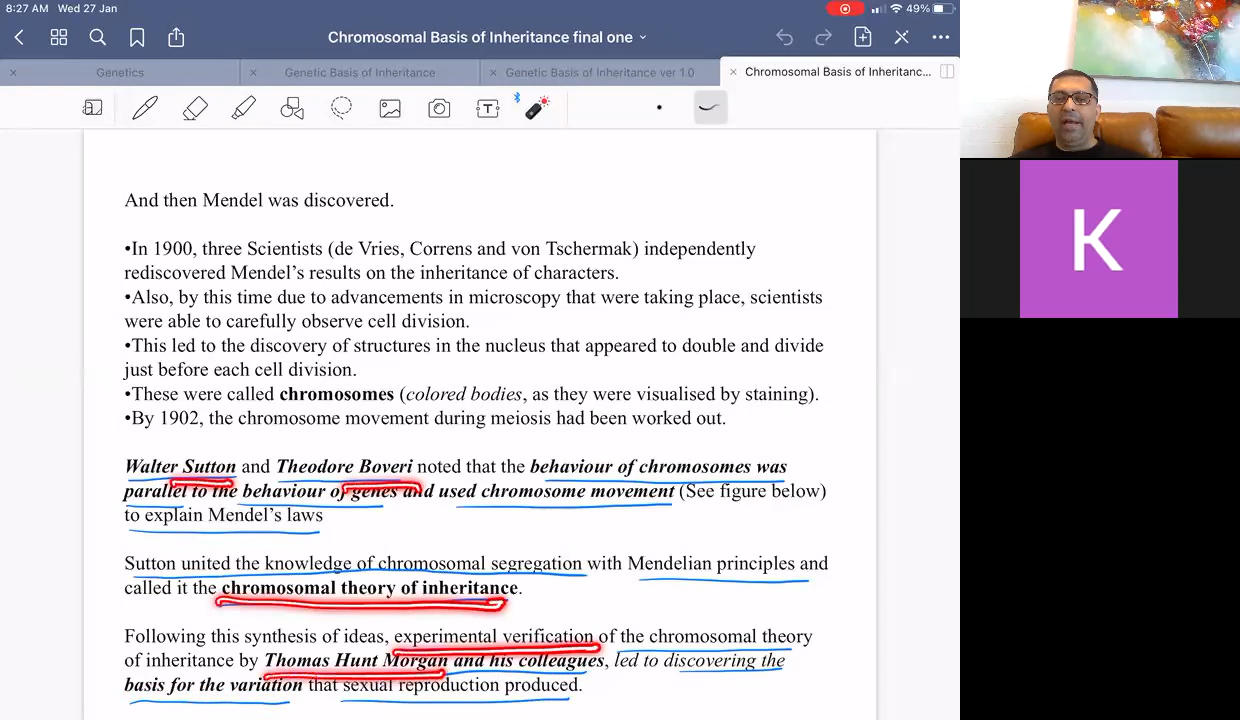 8:27 AM Wed 27 Jan
49%
Chromosomal Basis of Inheritance final one
Genetics
Genetic Basis of Inheritance
Genetic Basis of Inheritance ver 1.0
Chromosomal Basis of Inheritanc...
And then Mendel was discovered.
•In 1900, three Scientists (de Vries, Correns and von Tschermak) independently
rediscovered Mendel's results on the inheritance of characters.
•Also, by this time due to advancements in microscopy that were taking place, scientists
were able to carefully observe cell division.
•This led to the discovery of structures in the nucleus that appeared to double and divide
just before each cell division.
•These were called chromosomes (colored bodies, as they were visualised by staining).
•By 1902, the chromosome movement during meiosis had been worked out.
Walter Sutton and Theodore Boveri noted that the behaviour of chromosomes was
parallel to the behaviour of genes and used chromosome movement (See figure below)
to explain Mendel's laws
Sutton united the knowledge of chromosomal segregation with Mendelian principles and
called it the chromosomal theory of inheritance.
Following this synthesis of ideas, experimental verification of the chromosomal theory
of inheritance by Thomas Hunt Morgan and his colleagues, led to discovering the
basis for the variation that sexual reproduction produced.
K